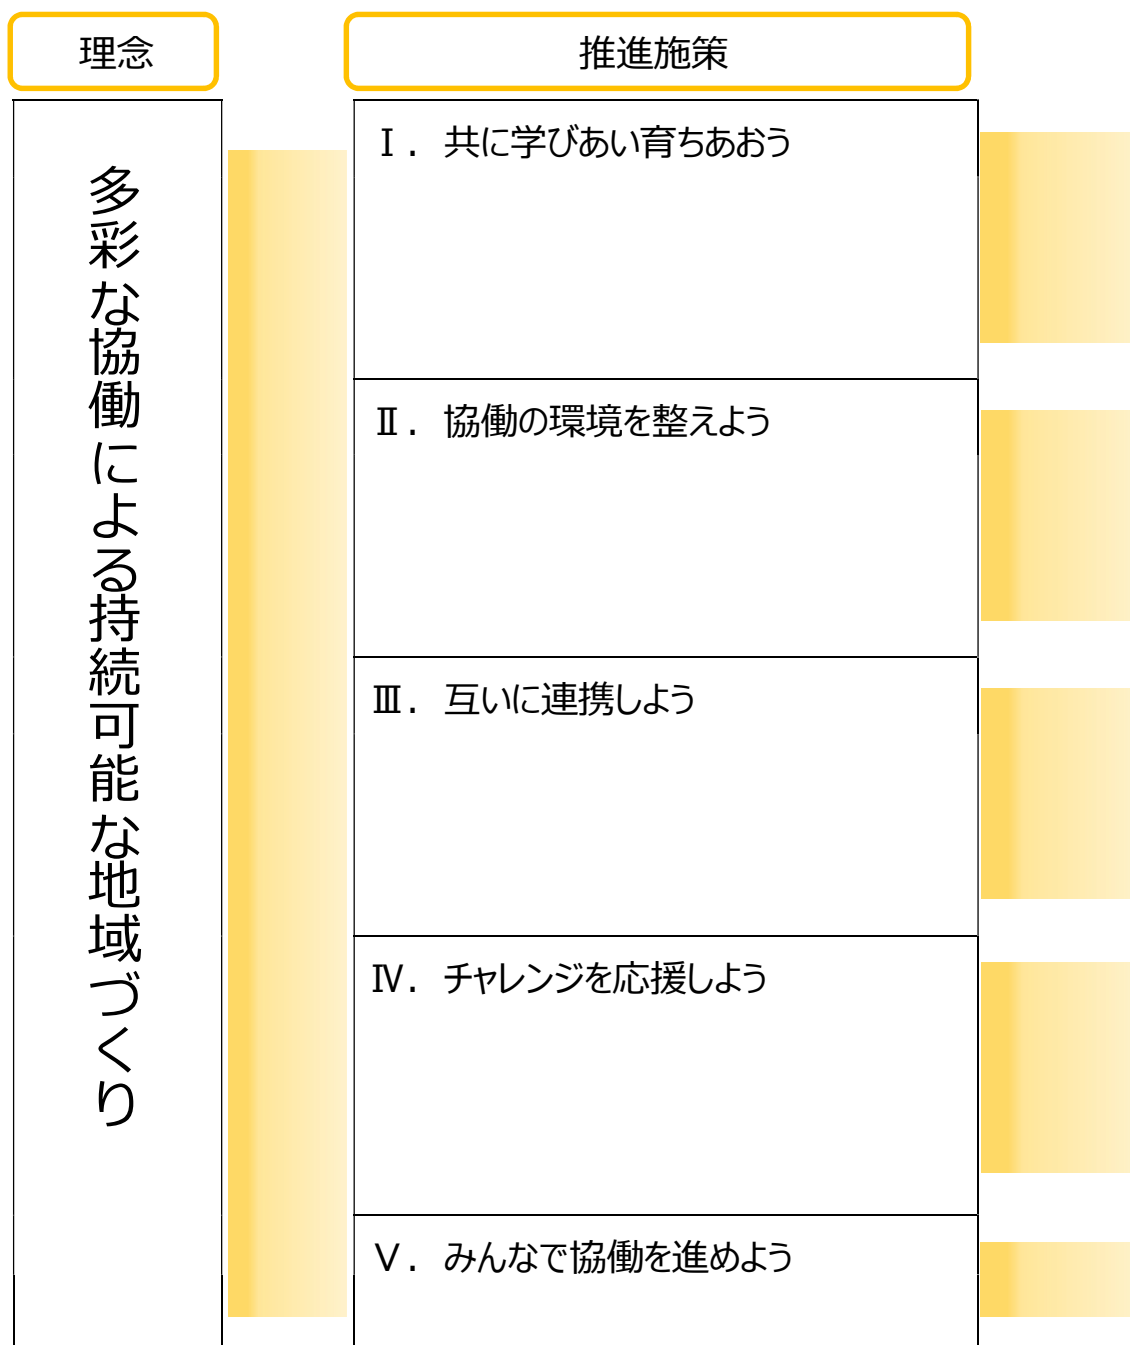 理念
推進施策
多彩な協働による持続可能な地域づくり
Ⅰ．共に学びあい育ちあおう
Ⅱ．協働の環境を整えよう
Ⅲ．互いに連携しよう
Ⅳ．チャレンジを応援しよう
Ⅴ．みんなで協働を進めよう